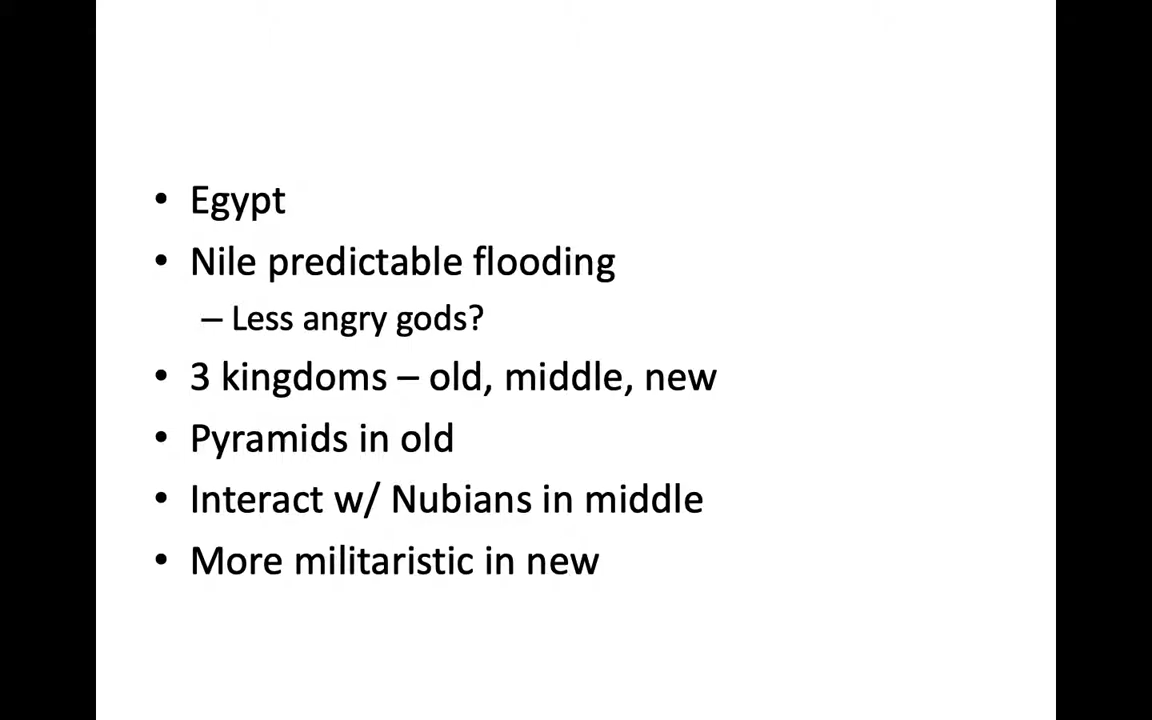 • Egypt
• Nile predictable flooding
– Less angry gods?
• 3 kingdoms – old, middle, new
• Pyramids in old
• Interact w/ Nubians in middle
• More militaristic in new